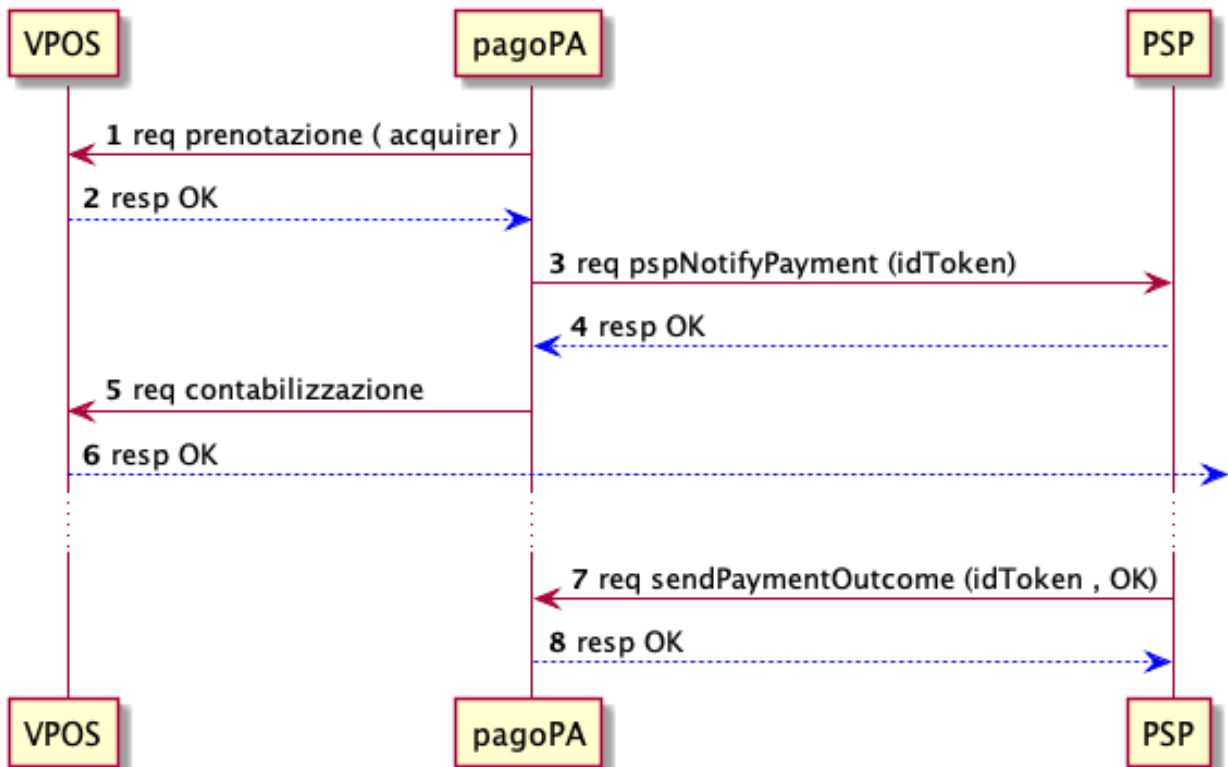 VPOS pagoPA PSP
1 req prenotazione ( acquirer )
2 resp OK
3 req pspNotifyPayment (idToken)
4 resp OK
5 req contabilizzazione
6 resp OK
7 req sendPaymentOutcome (idToken , OK)
8 resp OK
VPOS pagoPA PSP